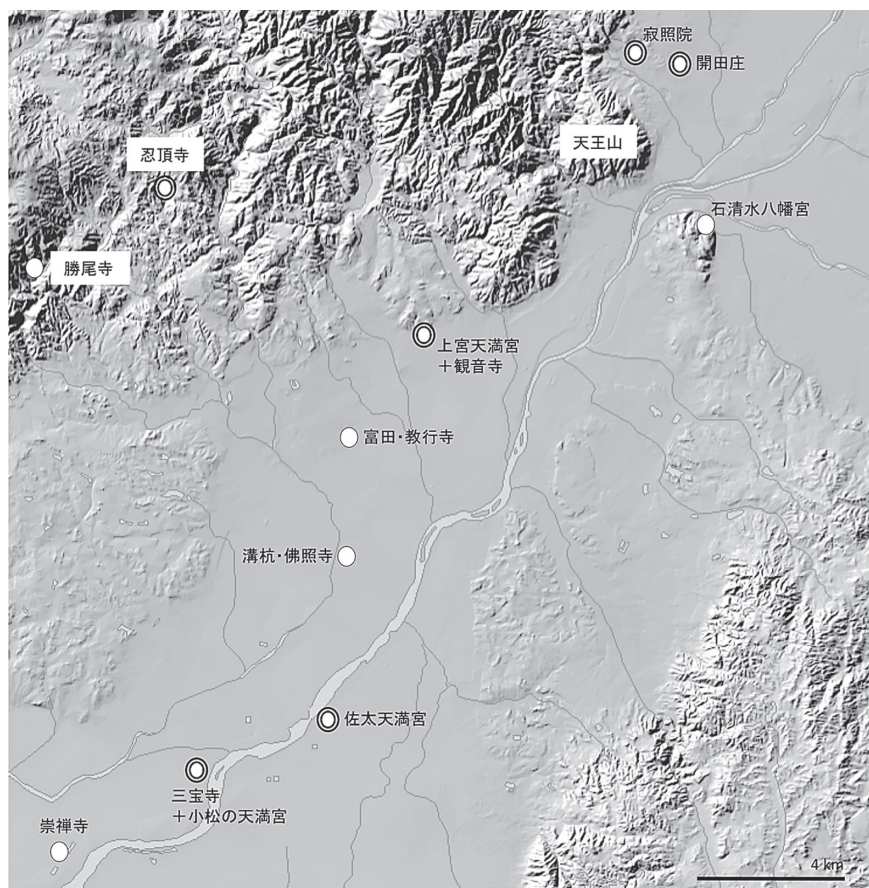 寂照院
開田庄
天王山
忍頂寺
石清水八幡宮
勝尾寺
上宮天満宮
＋観音寺
富田・教行寺
溝杭・佛照寺
佐太天満宮
三宝寺
＋小松の天満宮
崇禅寺
4 km